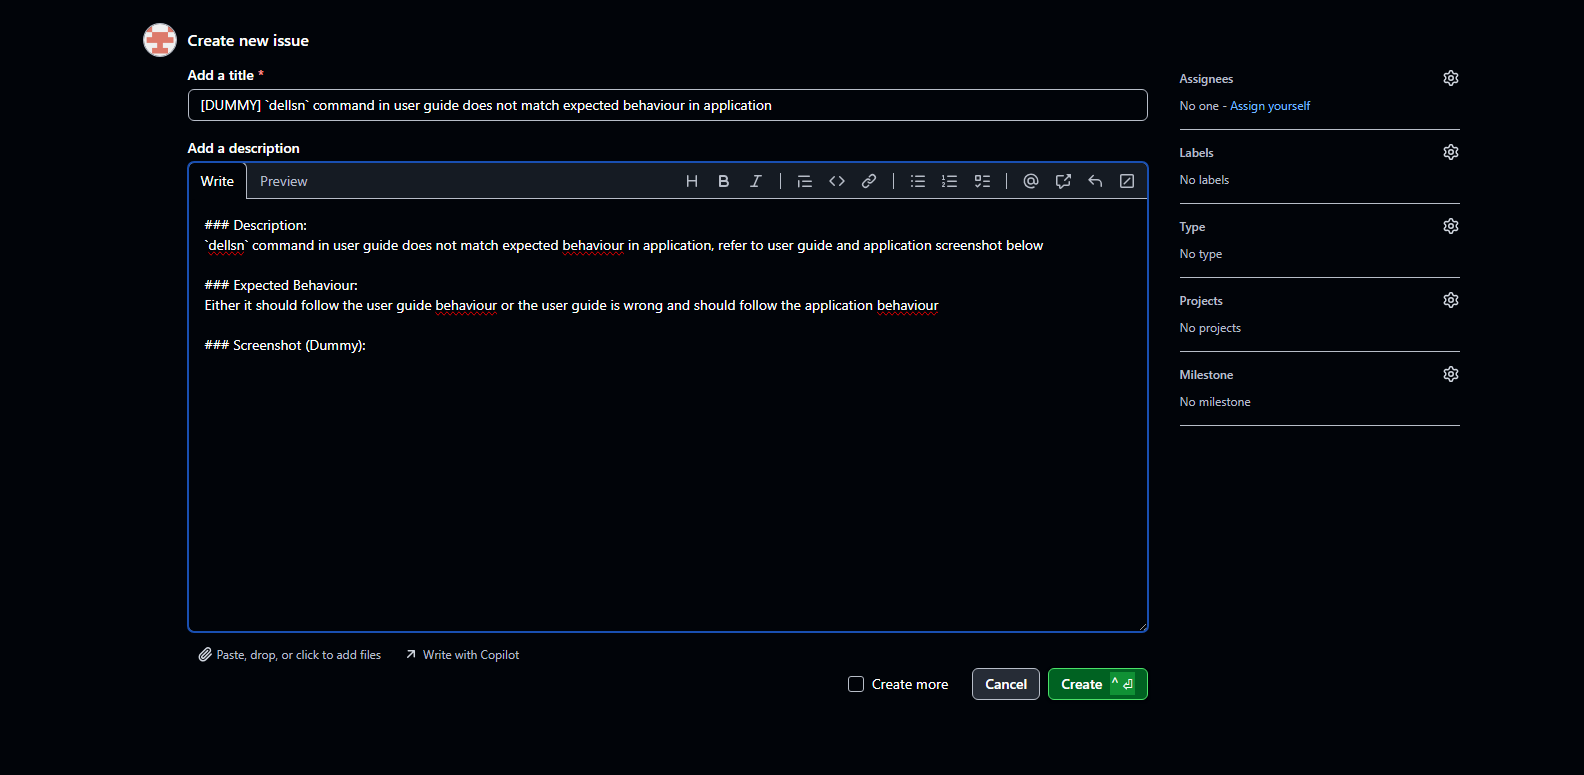 Create new issue
Add a title *
[DUMMY] `dellsn` command in user guide does not match expected behaviour in application
Add a description
Write
Preview
### Description:
`dellsn` command in user guide does not match expected behaviour in application, refer to user guide and application screenshot below
### Expected Behaviour:
Either it should follow the user guide behaviour or the user guide is wrong and should follow the application behaviour
### Screenshot (Dummy):
Paste, drop, or click to add files
Write with Copilot
Create more
Cancel
Create ^ ⏎
Assignees
No one - Assign yourself
Labels
No labels
Type
No type
Projects
No projects
Milestone
No milestone